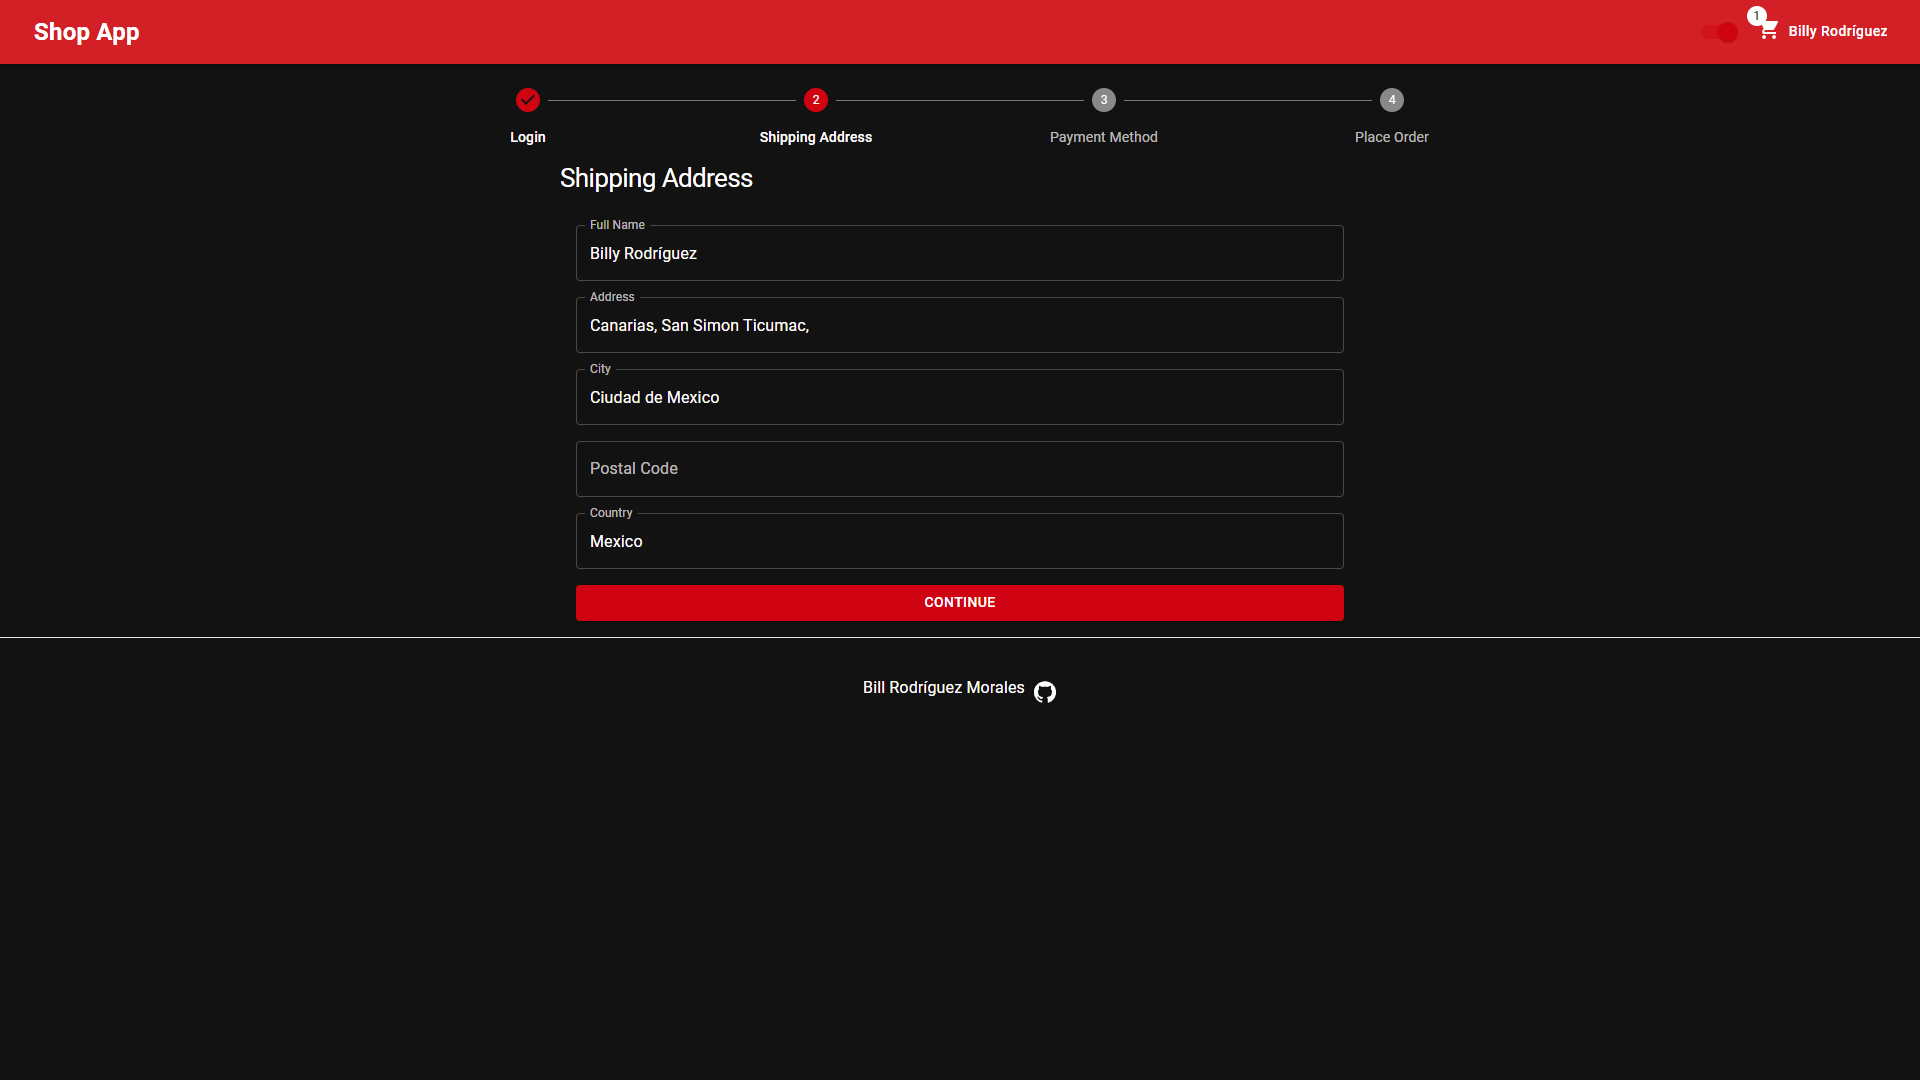 Shop App
1
Billy Rodríguez
2
3
4
Login
Shipping Address
Payment Method
Place Order
Shipping Address
Full Name
Billy Rodríguez
Address
Canarias, San Simon Ticumac,
City
Ciudad de Mexico
Postal Code
Country
Mexico
CONTINUE
Bill Rodríguez Morales